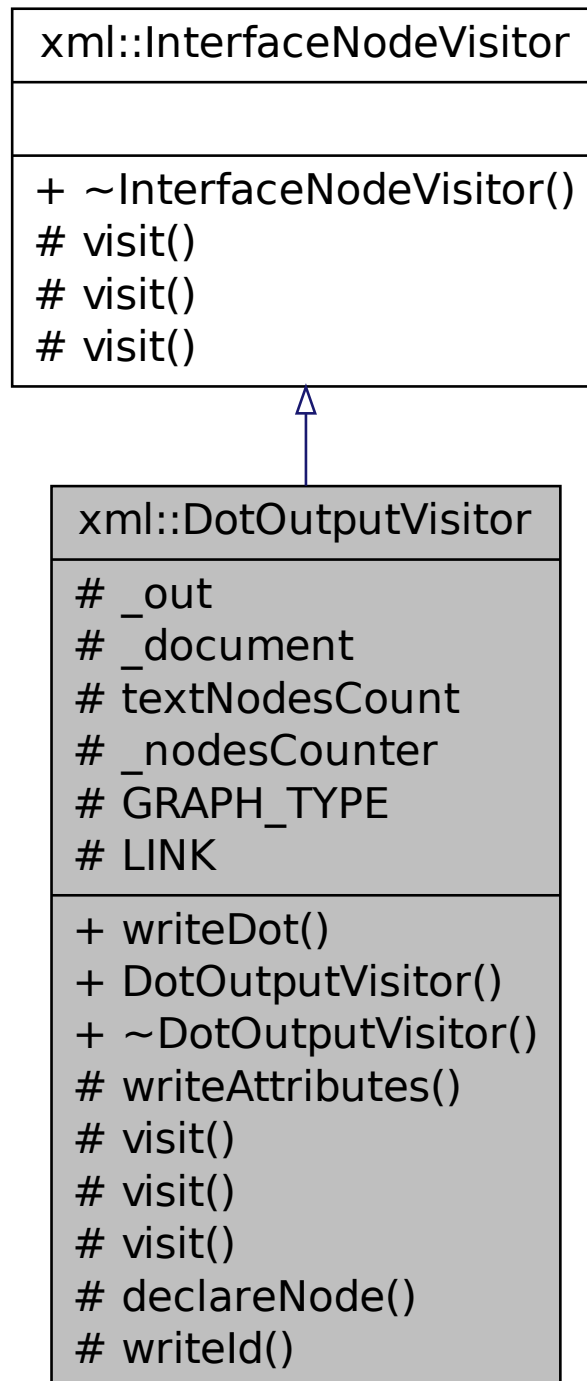 xml::InterfaceNodeVisitor
+ ~InterfaceNodeVisitor()
# visit()
# visit()
# visit()
xml::DotOutputVisitor
# _out
# _document
# textNodesCount
# _nodesCounter
# GRAPH_TYPE
# LINK
+ writeDot()
+ DotOutputVisitor()
+ ~DotOutputVisitor()
# writeAttributes()
# visit()
# visit()
# visit()
# declareNode()
# writeId()